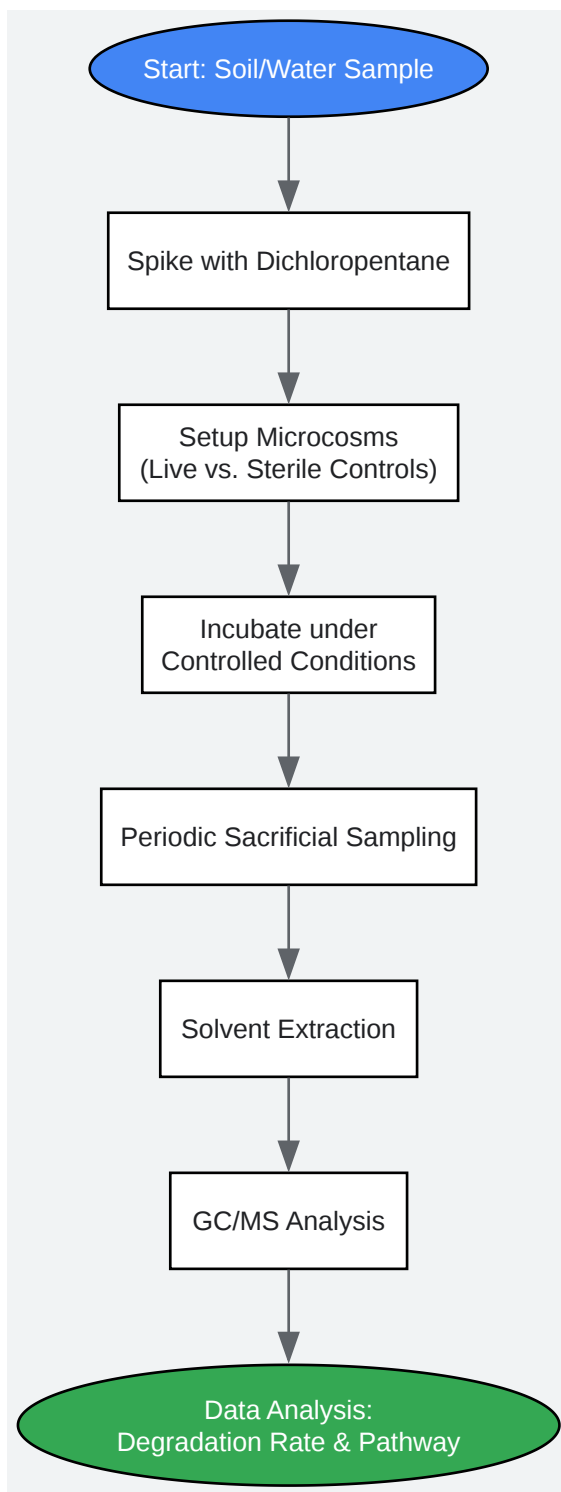 Start: Soil/Water Sample
Spike with Dichloropentane
Setup Microcosms
(Live vs. Sterile Controls)
Incubate under
Controlled Conditions
Periodic Sacrificial Sampling
Solvent Extraction
GC/MS Analysis
Data Analysis:
Degradation Rate & Pathway